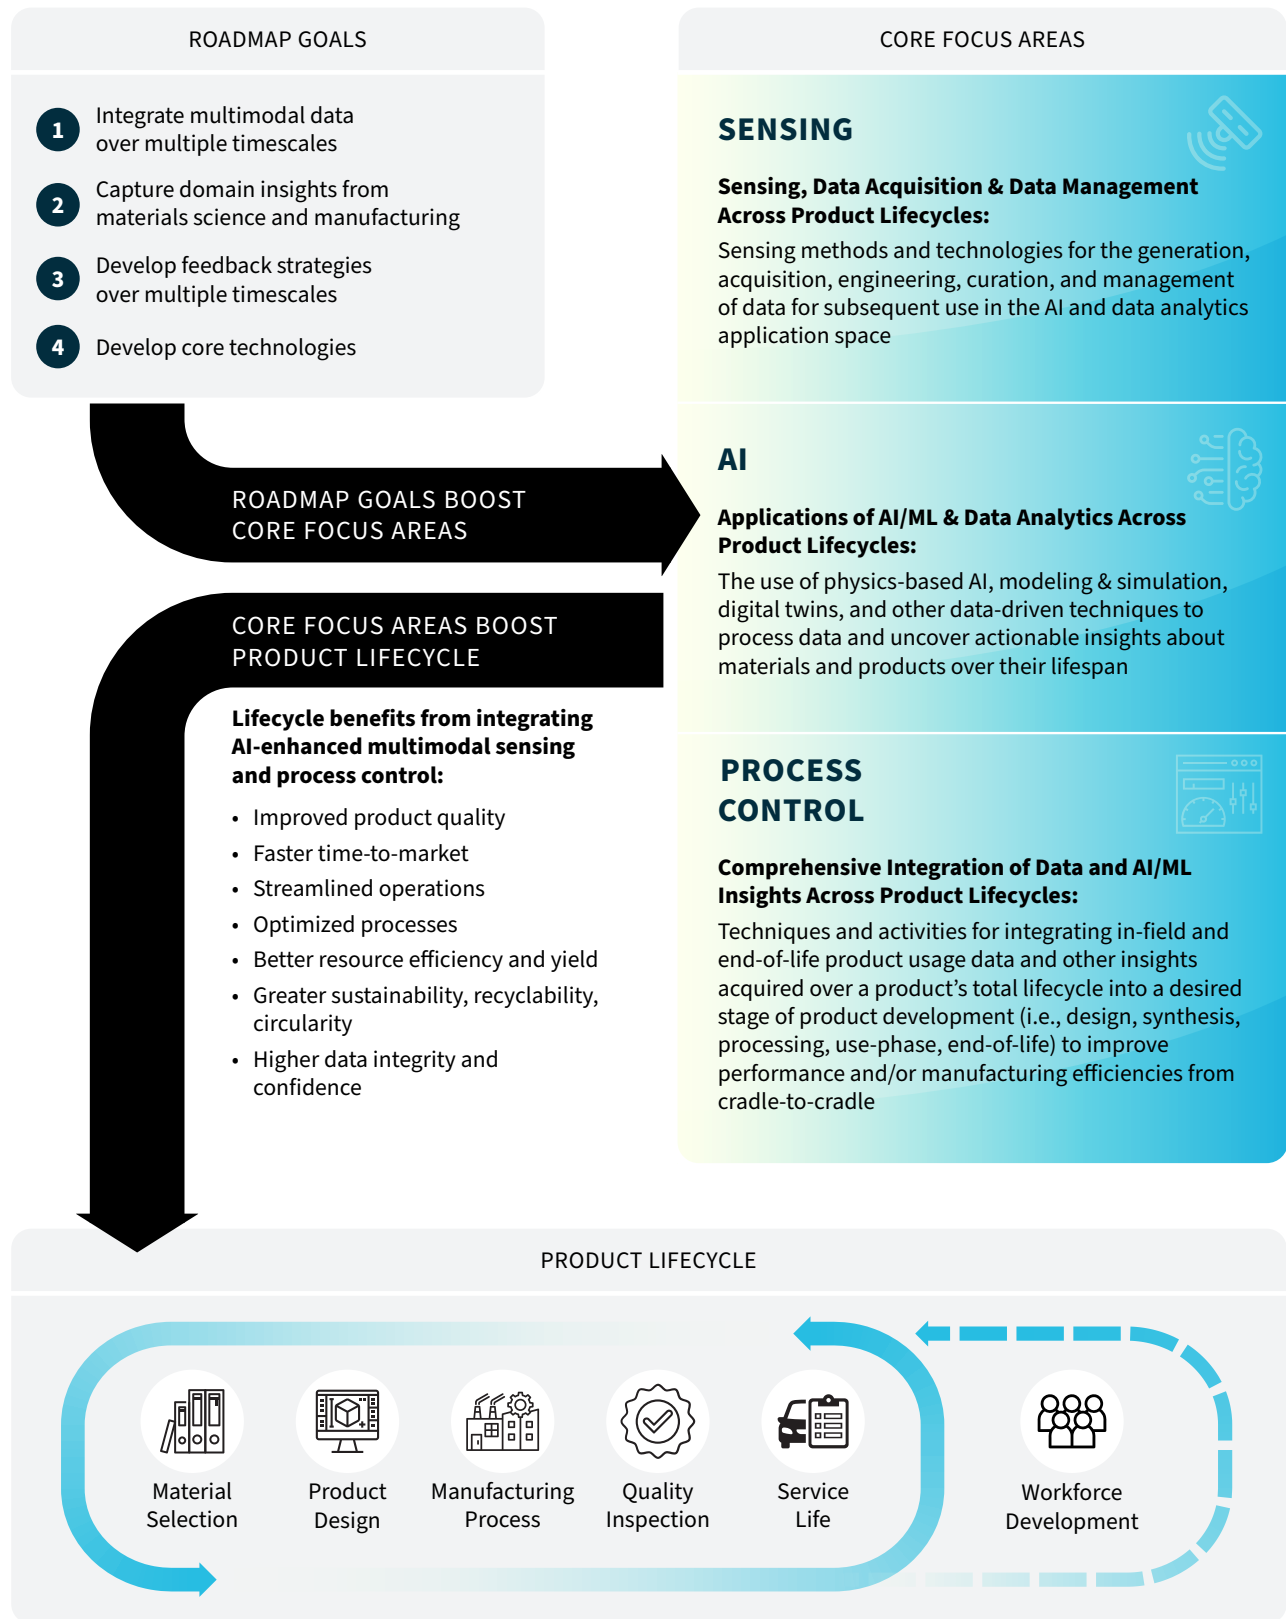 ROADMAP GOALS
1
Integrate multimodal data
over multiple timescales
2
Capture domain insights from
materials science and manufacturing
3
Develop feedback strategies
over multiple timescales
4
Develop core technologies
ROADMAP GOALS BOOST
CORE FOCUS AREAS
CORE FOCUS AREAS
SENSING
Sensing, Data Acquisition & Data Management
Across Product Lifecycles:
Sensing methods and technologies for the generation,
acquisition, engineering, curation, and management
of data for subsequent use in the AI and data analytics
application space
AI
Applications of AI/ML & Data Analytics Across
Product Lifecycles:
The use of physics-based AI, modeling & simulation,
digital twins, and other data-driven techniques to
process data and uncover actionable insights about
materials and products over their lifespan
PROCESS
CONTROL
Comprehensive Integration of Data and AI/ML
Insights Across Product Lifecycles:
Techniques and activities for integrating in-field and
end-of-life product usage data and other insights
acquired over a product's total lifecycle into a desired
stage of product development (i.e., design, synthesis,
processing, use-phase, end-of-life) to improve
performance and/or manufacturing efficiencies from
cradle-to-cradle
CORE FOCUS AREAS BOOST
PRODUCT LIFECYCLE
Lifecycle benefits from integrating
AI-enhanced multimodal sensing
and process control:
• Improved product quality
• Faster time-to-market
• Streamlined operations
• Optimized processes
• Better resource efficiency and yield
• Greater sustainability, recyclability,
circularity
• Higher data integrity and
confidence
PRODUCT LIFECYCLE
Material
Selection
Product
Design
Manufacturing
Process
Quality
Inspection
Service
Life
Workforce
Development